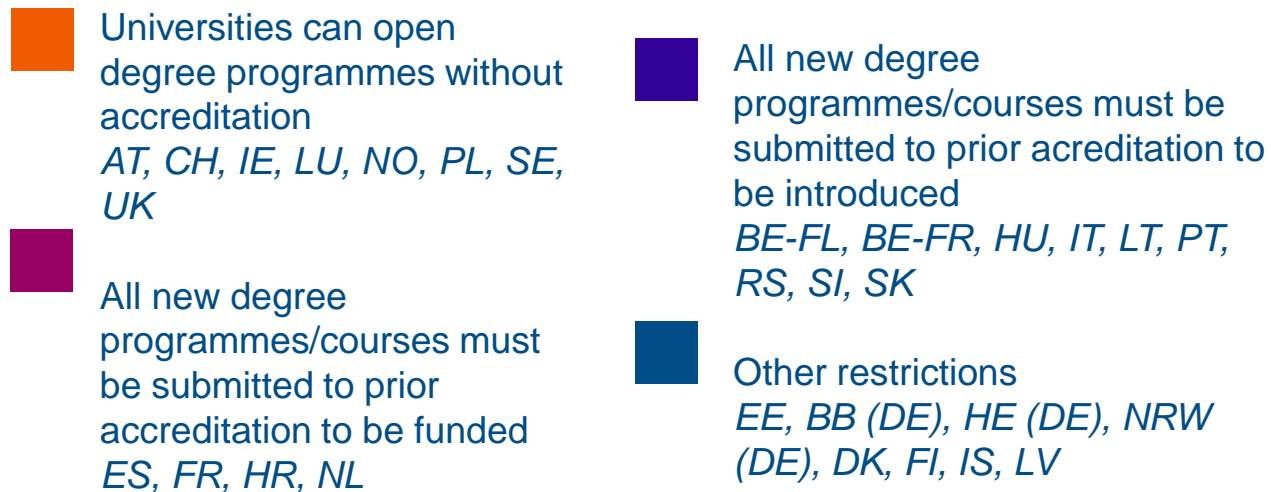 Universities can open
degree programmes without
accreditation
AT, CH, IE, LU, NO, PL, SE,
UK
All new degree
programmes/courses must
be submitted to prior
accreditation to be funded
ES, FR, HR, NL
All new degree
programmes/courses must be
submitted to prior acreditation to
be introduced
BE-FL, BE-FR, HU, IT, LT, PT,
RS, SI, SK
Other restrictions
EE, BB (DE), HE (DE), NRW
(DE), DK, FI, IS, LV